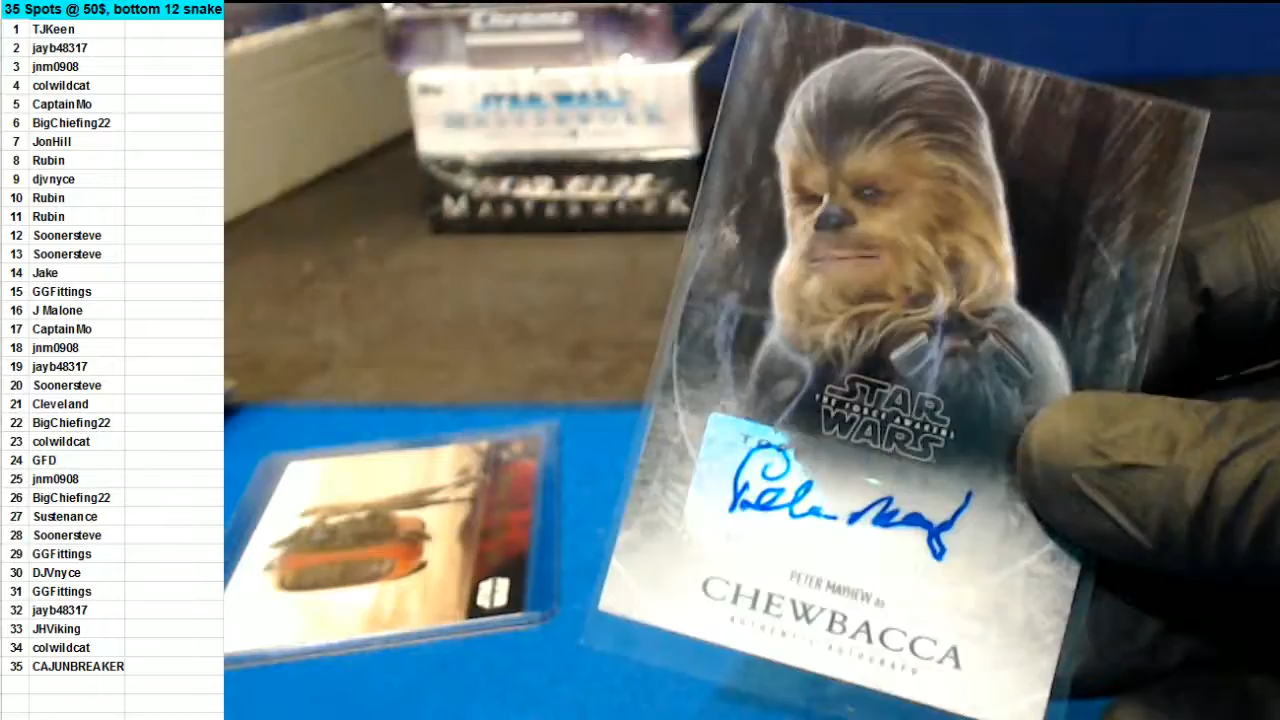 35 Spots @ 50$, bottom 12 snake
1 TJKeen
2 jayb48317
3 jnm0908
4 colwildcat
5 CaptainMo
6 BigChiefing22
7 JonHill
8 Rubin
9 djvnyce
10 Rubin
11 Rubin
12 Soonersteve
13 Soonersteve
14 Jake
15 GGFittings
16 J Malone
17 CaptainMo
18 jnm0908
19 jayb48317
20 Soonersteve
21 Cleveland
22 BigChiefing22
23 colwildcat
24 GFD
25 jnm0908
26 BigChiefing22
27 Sustenance
28 Soonersteve
29 GGFittings
30 DJVnyce
31 GGFittings
32 jayb48317
33 JHViking
34 colwildcat
35 CAJUNBREAKER
Chrome
STAR WARS
MASTERWORK
MASTERWORK
STAR
THE FORCE AWAKENS
WARS
PETER MAYHEW as
CHEWBACCA
AUTHENTIC AUTOGRAPH